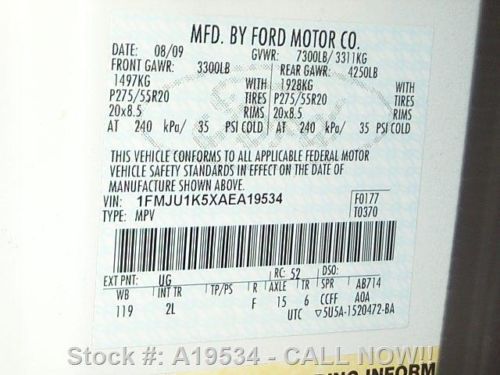 MFD. BY FORD MOTOR CO.
DATE: 08/09 GVWR: 7300LB/ 3311KG
FRONT GAWR: 3300LB REAR GAWR: 4250LB
1497KG WITH 1928KG WITH
P275/55R20 TIRES P275/55R20 TIRES
20x8.5 RIMS 20x8.5 RIMS
AT 240 kPa/ 35 PSI COLD AT 240 kPa/ 35 PSI COLD
THIS VEHICLE CONFORMS TO ALL APPLICABLE FEDERAL MOTOR
VEHICLE SAFETY STANDARDS IN EFFECT ON THE DATE OF
MANUFACTURE SHOWN ABOVE.
VIN: 1FMJU1K5XAEA19534 F0177
TYPE: MPV T0370
EXT PNT: UG RC: 52 DSO:
WB INT TR TP/PS R AXLE TR SPR AB714
119 2L F 15 6 CCFF AOA
UTC ▽5U5A-1520472-BA
Stock #: A19534 - CALL NOW!!
ING INFORM